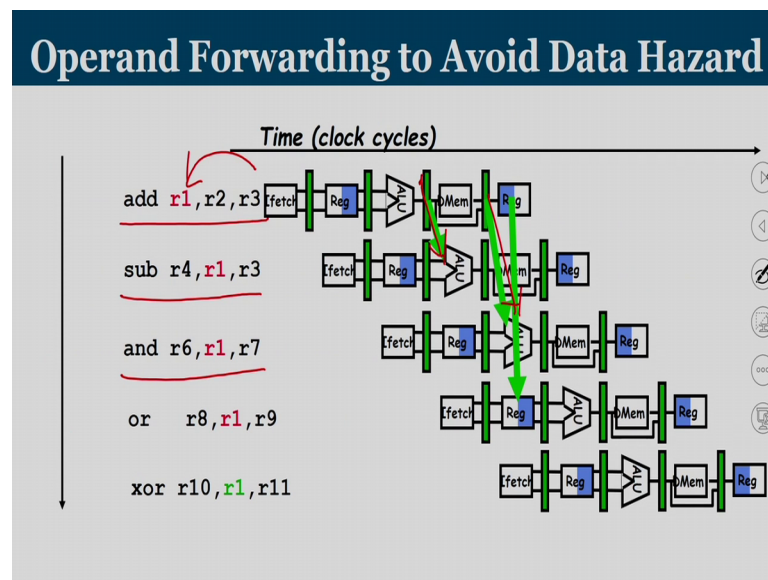 Operand Forwarding to Avoid Data Hazard
Time (clock cycles)
add r1,r2,r3 Ifetch Reg ALU DMem Reg
sub r4,r1,r3 Ifetch Reg ALU DMem Reg
and r6,r1,r7 Ifetch Reg ALU DMem Reg
or r8,r1,r9 Ifetch Reg ALU DMem Reg
xor r10,r1,r11 Ifetch Reg ALU DMem Reg